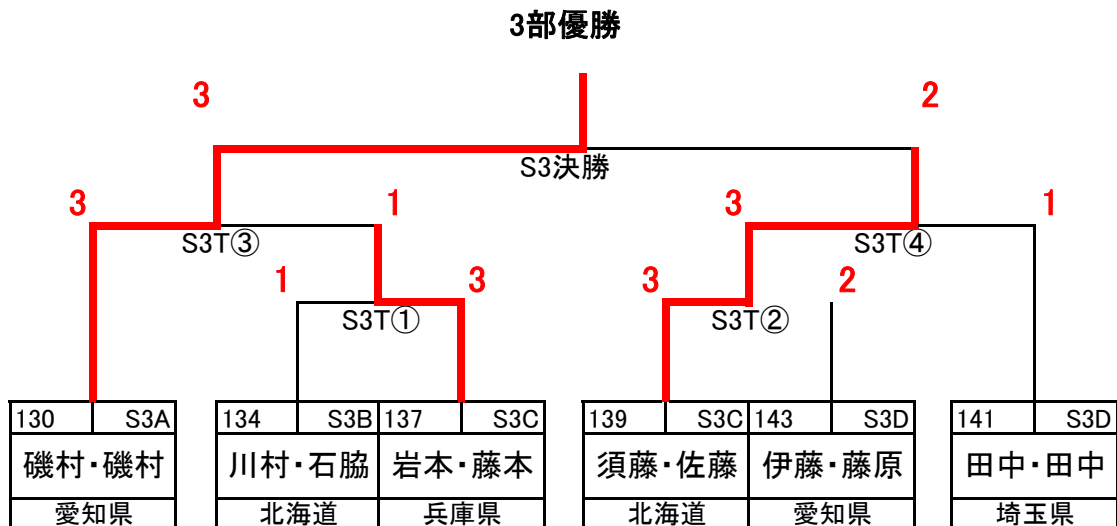 3部優勝
3 2
S3決勝
3 1 3 1
S3T③ S3T④
1 3 3 2
S3T① S3T②
130 S3A 134 S3B 137 S3C 139 S3C 143 S3D 141 S3D
磯村・磯村 川村・石脇 岩本・藤本 須藤・佐藤 伊藤・藤原 田中・田中
愛知県 北海道 兵庫県 北海道 愛知県 埼玉県